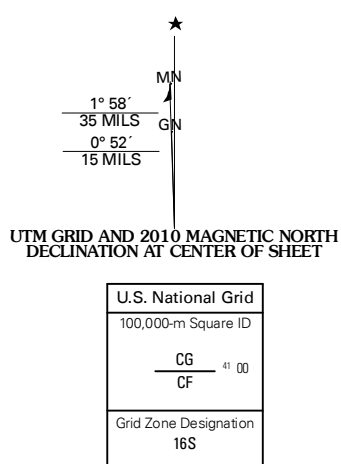 ★
MN
1° 58´
35 MILS
GN
0° 52´
15 MILS
UTM GRID AND 2010 MAGNETIC NORTH
DECLINATION AT CENTER OF SHEET
U.S. National Grid
100,000-m Square ID
CG
41 00
CF
Grid Zone Designation
16S